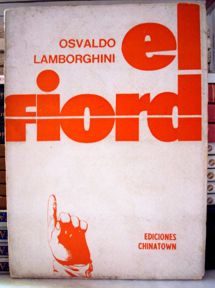 el
OSVALDO
LAMBORGHINI
fiord
EDICIONES
CHINATOWN